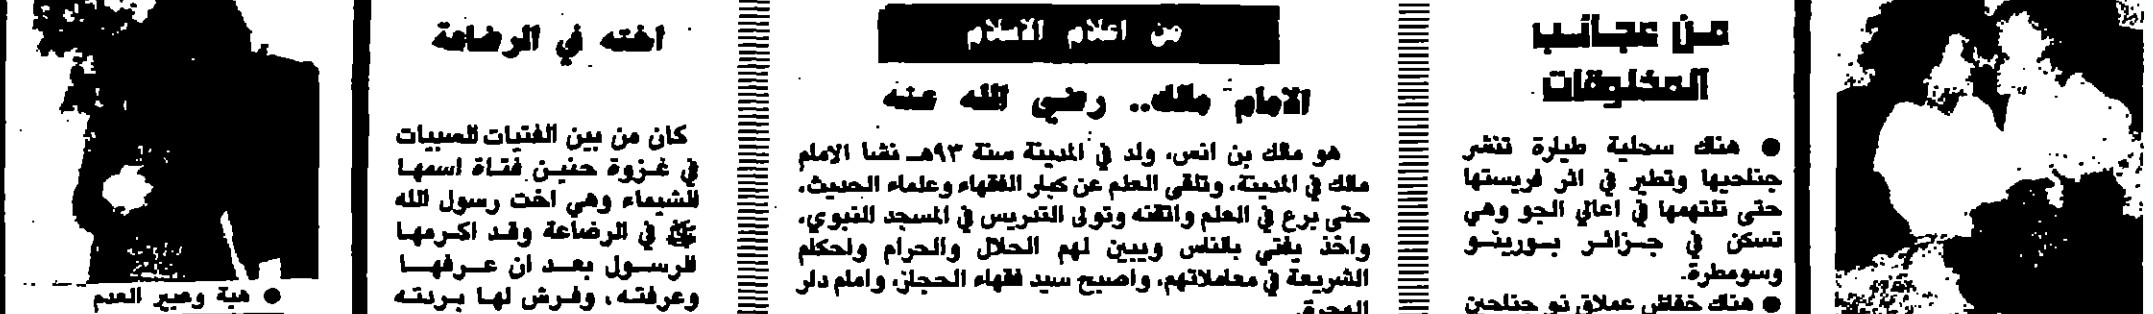 من عجائب
المخلوقات
● هناك سحلية طيارة تنشر
جناحيها وتطير في اثر فريستها
حتى تلتهمها في اعالي الجو وهي
تسكن في جزائر بورينو
وسومطرة.
● هناك خفاش عملاق ذو جناحين
من اعلام الاسلام
الامام مالك.. رضي الله عنه
هو مالك بن انس، ولد في المدينة سنة ٩٣هـ نشا الامام
مالك في المدينة، وتلقى العلم عن كبار الفقهاء وعلماء الحديث،
حتى برع في العلم واتقنه وتولى التدريس في المسجد النبوي،
واخذ يفتي بالناس ويبين لهم الحلال والحرام واحكام
الشريعة في معاملاتهم، واصبح سيد فقهاء الحجاز، وامام دار
الهجرة.
اخته في الرضاعة
كان من بين الفتيات المسبيات
في غزوة حنين فتاة اسمها
الشيماء وهي اخت رسول الله
ﷺ في الرضاعة وقد اكرمها
الرسول بعد ان عرفها
وعرفته، وفرش لها بردته
● هبة وعبير